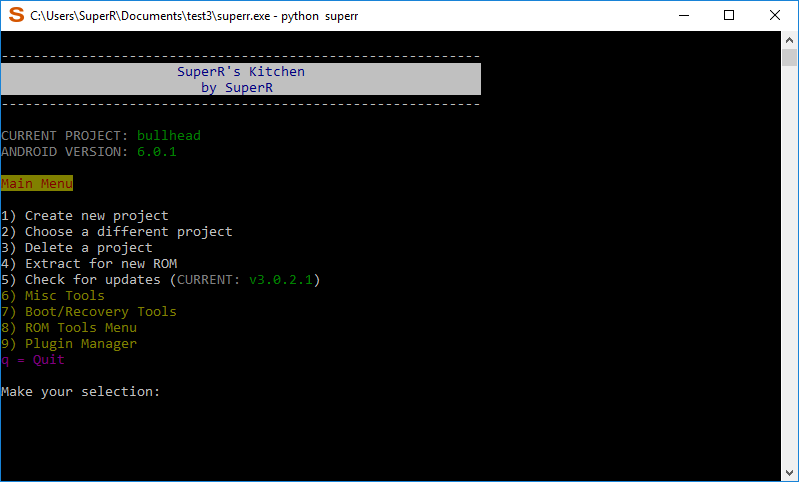 C:\Users\SuperR\Documents\test3\superr.exe - python  superr
------------------------------------------------------------
SuperR's Kitchen
by SuperR
------------------------------------------------------------
CURRENT PROJECT: bullhead
ANDROID VERSION: 6.0.1
Main Menu
1) Create new project
2) Choose a different project
3) Delete a project
4) Extract for new ROM
5) Check for updates (CURRENT: v3.0.2.1)
6) Misc Tools
7) Boot/Recovery Tools
8) ROM Tools Menu
9) Plugin Manager
q = Quit
Make your selection: